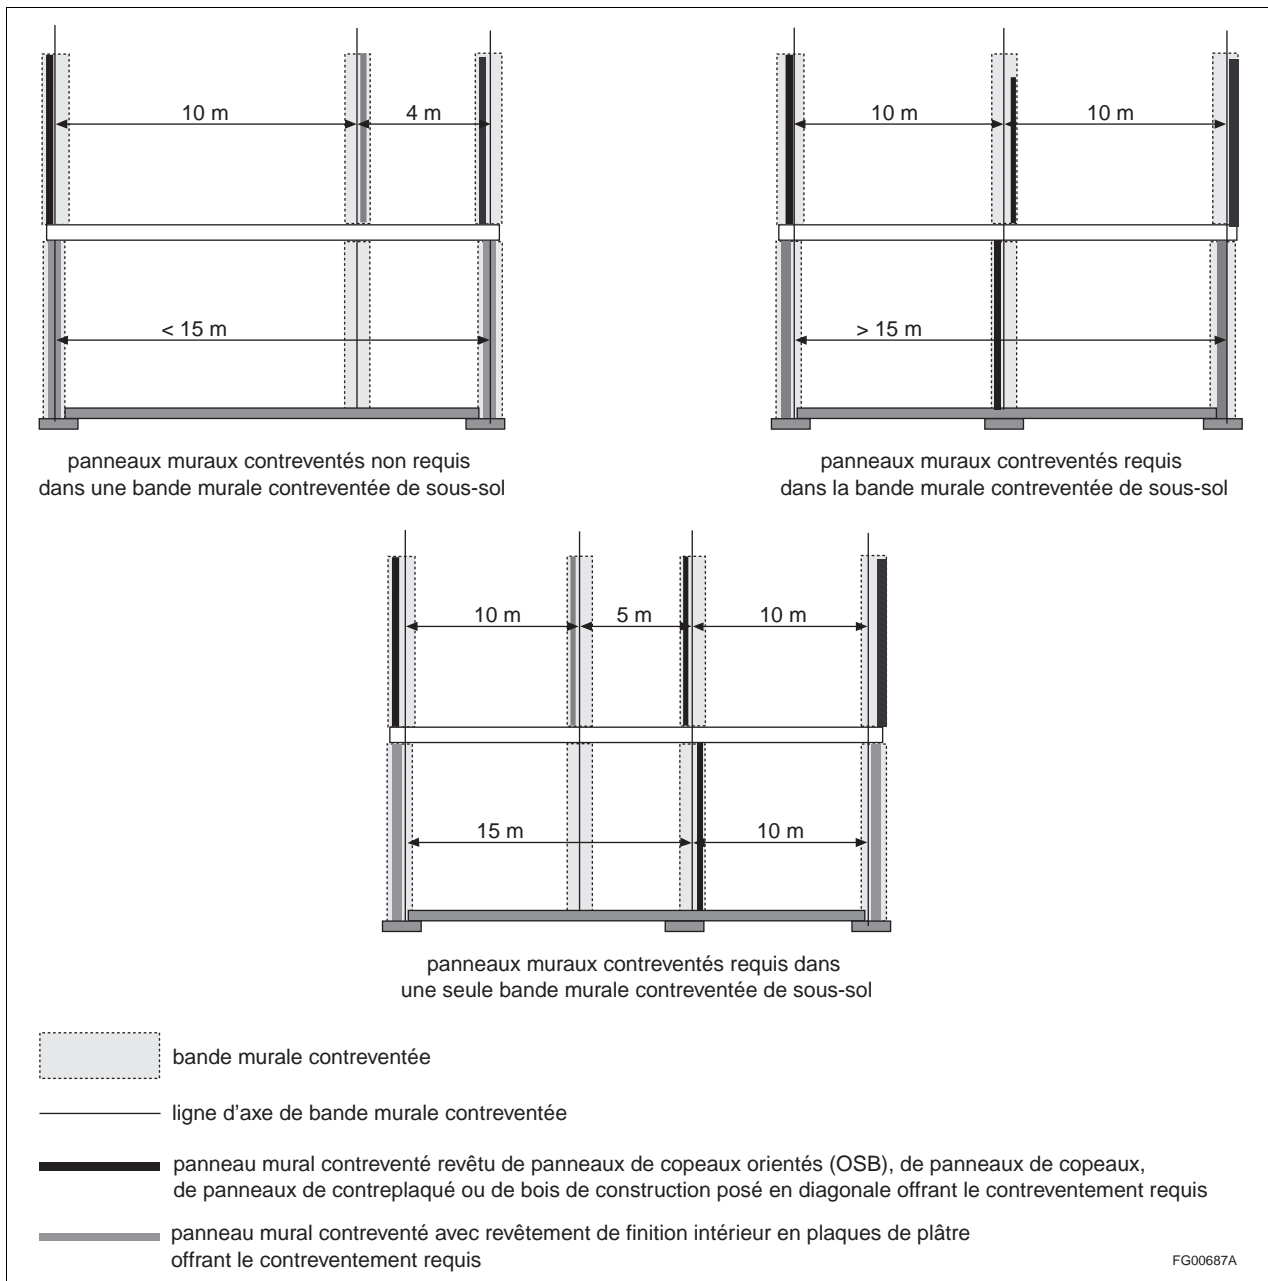 10 m
4 m
< 15 m
panneaux muraux contreventés non requis
dans une bande murale contreventée de sous-sol
10 m
10 m
> 15 m
panneaux muraux contreventés requis
dans la bande murale contreventée de sous-sol
10 m
5 m
10 m
15 m
10 m
panneaux muraux contreventés requis dans
une seule bande murale contreventée de sous-sol
bande murale contreventée
ligne d'axe de bande murale contreventée
panneau mural contreventé revêtu de panneaux de copeaux orientés (OSB), de panneaux de copeaux,
de panneaux de contreplaqué ou de bois de construction posé en diagonale offrant le contreventement requis
panneau mural contreventé avec revêtement de finition intérieur en plaques de plâtre
offrant le contreventement requis
FG00687A